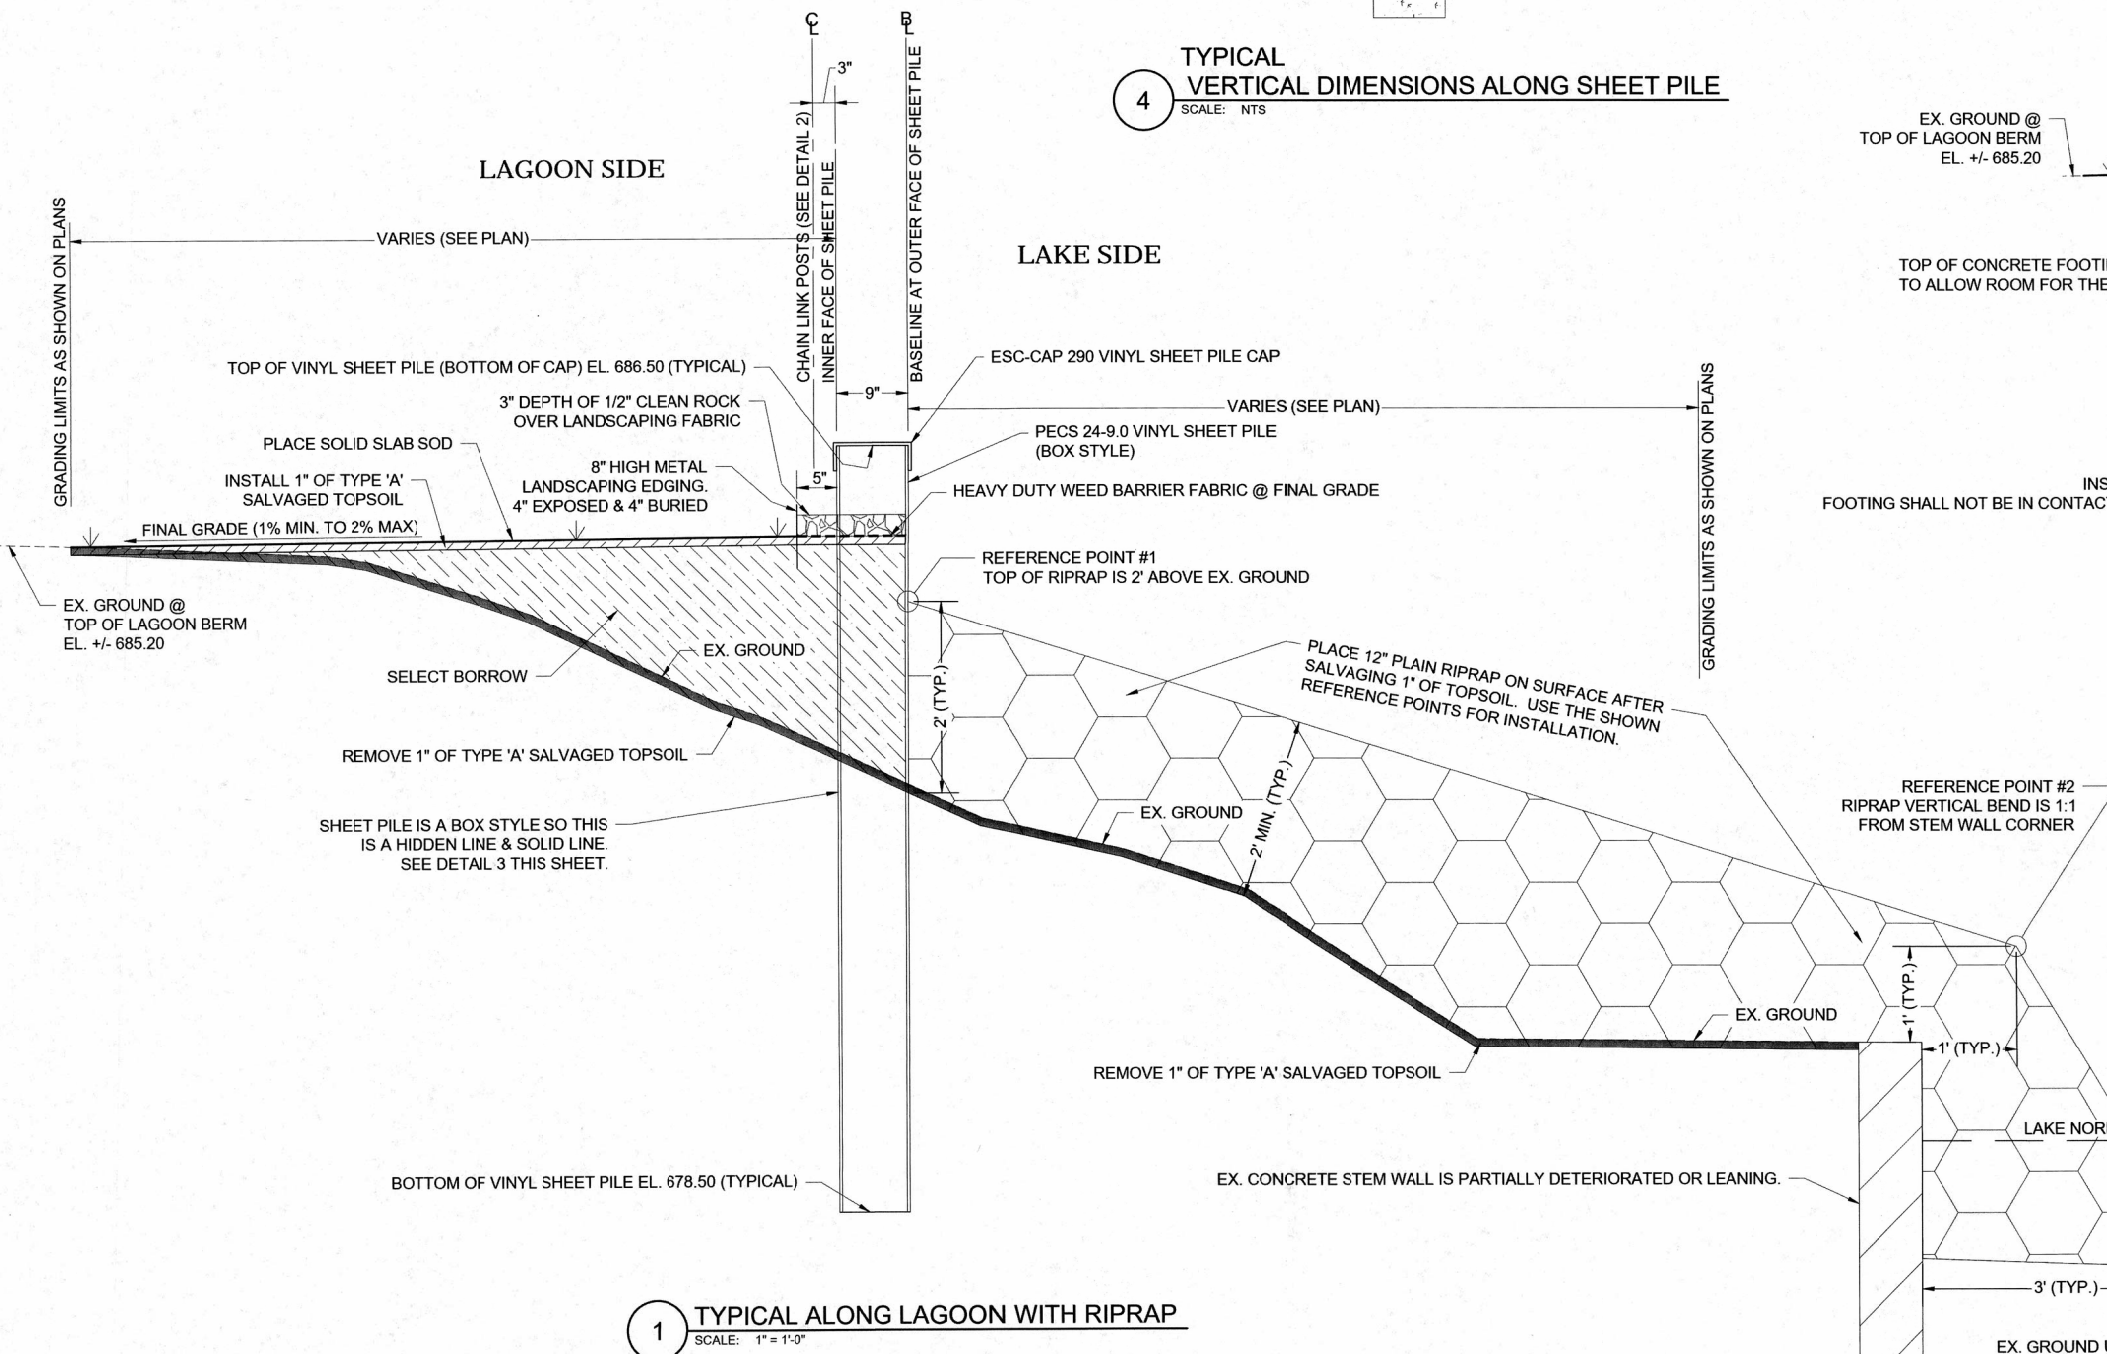 C
L
B
L
3"
CHAIN LINK POSTS (SEE DETAIL 2)
INNER FACE OF SHEET PILE
BASELINE AT OUTER FACE OF SHEET PILE
4
TYPICAL
VERTICAL DIMENSIONS ALONG SHEET PILE
SCALE: NTS
EX. GROUND @
TOP OF LAGOON BERM
EL. +/- 685.20
LAGOON SIDE
GRADING LIMITS AS SHOWN ON PLANS
VARIES (SEE PLAN)
LAKE SIDE
TOP OF CONCRETE
TO ALLOW ROOM FOR THE
TOP OF VINYL SHEET PILE (BOTTOM OF CAP) EL. 686.50 (TYPICAL)
ESC-CAP 290 VINYL SHEET PILE CAP
9"
VARIES (SEE PLAN)
GRADING LIMITS AS SHOWN ON PLANS
3" DEPTH OF 1/2" CLEAN ROCK
OVER LANDSCAPING FABRIC
PECS 24-9.0 VINYL SHEET PILE
(BOX STYLE)
PLACE SOLID SLAB SOD
8" HIGH METAL
LANDSCAPING EDGING.
4" EXPOSED & 4" BURIED
5"
INSTALL 1" OF TYPE 'A'
SALVAGED TOPSOIL
HEAVY DUTY WEED BARRIER FABRIC @ FINAL GRADE
FOOTING SHALL NOT BE IN
FINAL GRADE (1% MIN. TO 2% MAX)
REFERENCE POINT #1
TOP OF RIPRAP IS 2' ABOVE EX. GROUND
EX. GROUND @
TOP OF LAGOON BERM
EL. +/- 685.20
SELECT BORROW
EX. GROUND
2' (TYP.)
PLACE 12" PLAIN RIPRAP ON SURFACE AFTER
SALVAGING 1" OF TOPSOIL. USE THE SHOWN
REFERENCE POINTS FOR INSTALLATION.
REMOVE 1" OF TYPE 'A' SALVAGED TOPSOIL
2' MIN. (TYP.)
REFERENCE POINT #2
RIPRAP VERTICAL BEND IS 1:1
FROM STEM WALL CORNER
SHEET PILE IS A BOX STYLE SO THIS
IS A HIDDEN LINE & SOLID LINE.
SEE DETAIL 3 THIS SHEET.
EX. GROUND
1' (TYP.)
EX. GROUND
1' (TYP.)
REMOVE 1" OF TYPE 'A' SALVAGED TOPSOIL
LAKE
BOTTOM OF VINYL SHEET PILE EL. 678.50 (TYPICAL)
EX. CONCRETE STEM WALL IS PARTIALLY DETERIORATED OR LEANING.
3' (TYP.)
1
TYPICAL ALONG LAGOON WITH RIPRAP
SCALE: 1" = 1'-0"
EX. GROUND